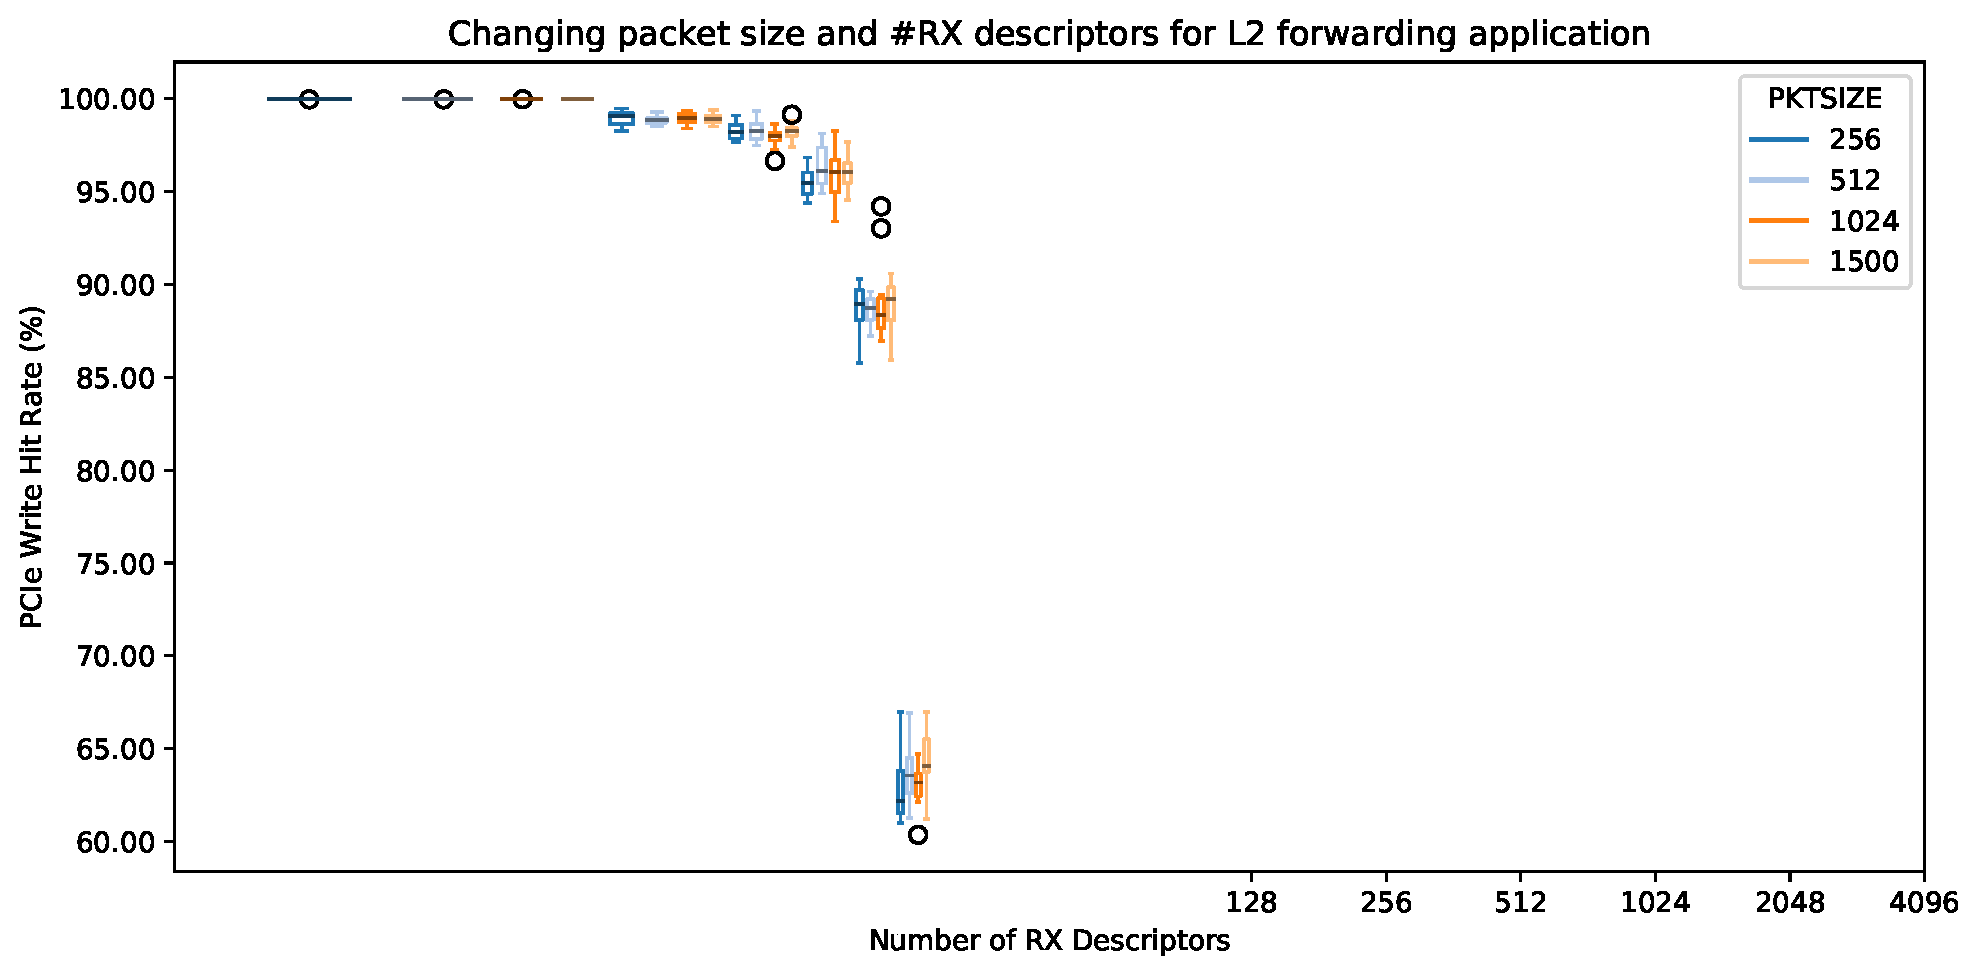 Changing packet size and #RX descriptors for L2 forwarding application
PCIe Write Hit Rate (%)
100.00
95.00
90.00
85.00
80.00
75.00
70.00
65.00
60.00
PKTSIZE
256
512
1024
1500
128 256 512 1024 2048 4096
Number of RX Descriptors